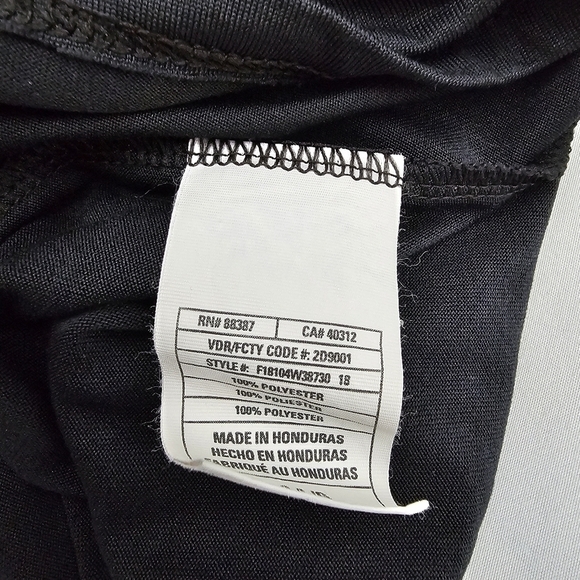 RN# 88387 CA# 40312
VDR/FCTY CODE #: 2D9001
STYLE #: F18104W38730 18
100% POLYESTER
100% POLYESTER
100% POLYESTER
MADE IN HONDURAS
HECHO EN HONDURAS
FABRIQUÉ AU HONDURAS